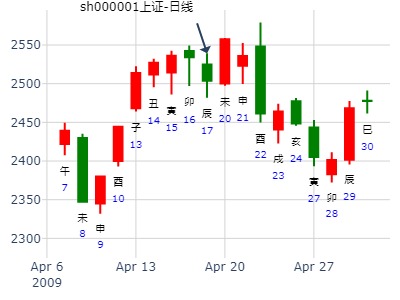 sh000001上证-日线
2550
2500
2450
2400
2350
2300
午
7
未
8
申
9
酉
10
子
13
丑
14
寅
15
卯
16
辰
17
未
20
申
21
酉
22
戌
23
亥
24
寅
27
卯
28
辰
29
巳
30
Apr 6
2009
Apr 13
Apr 20
Apr 27